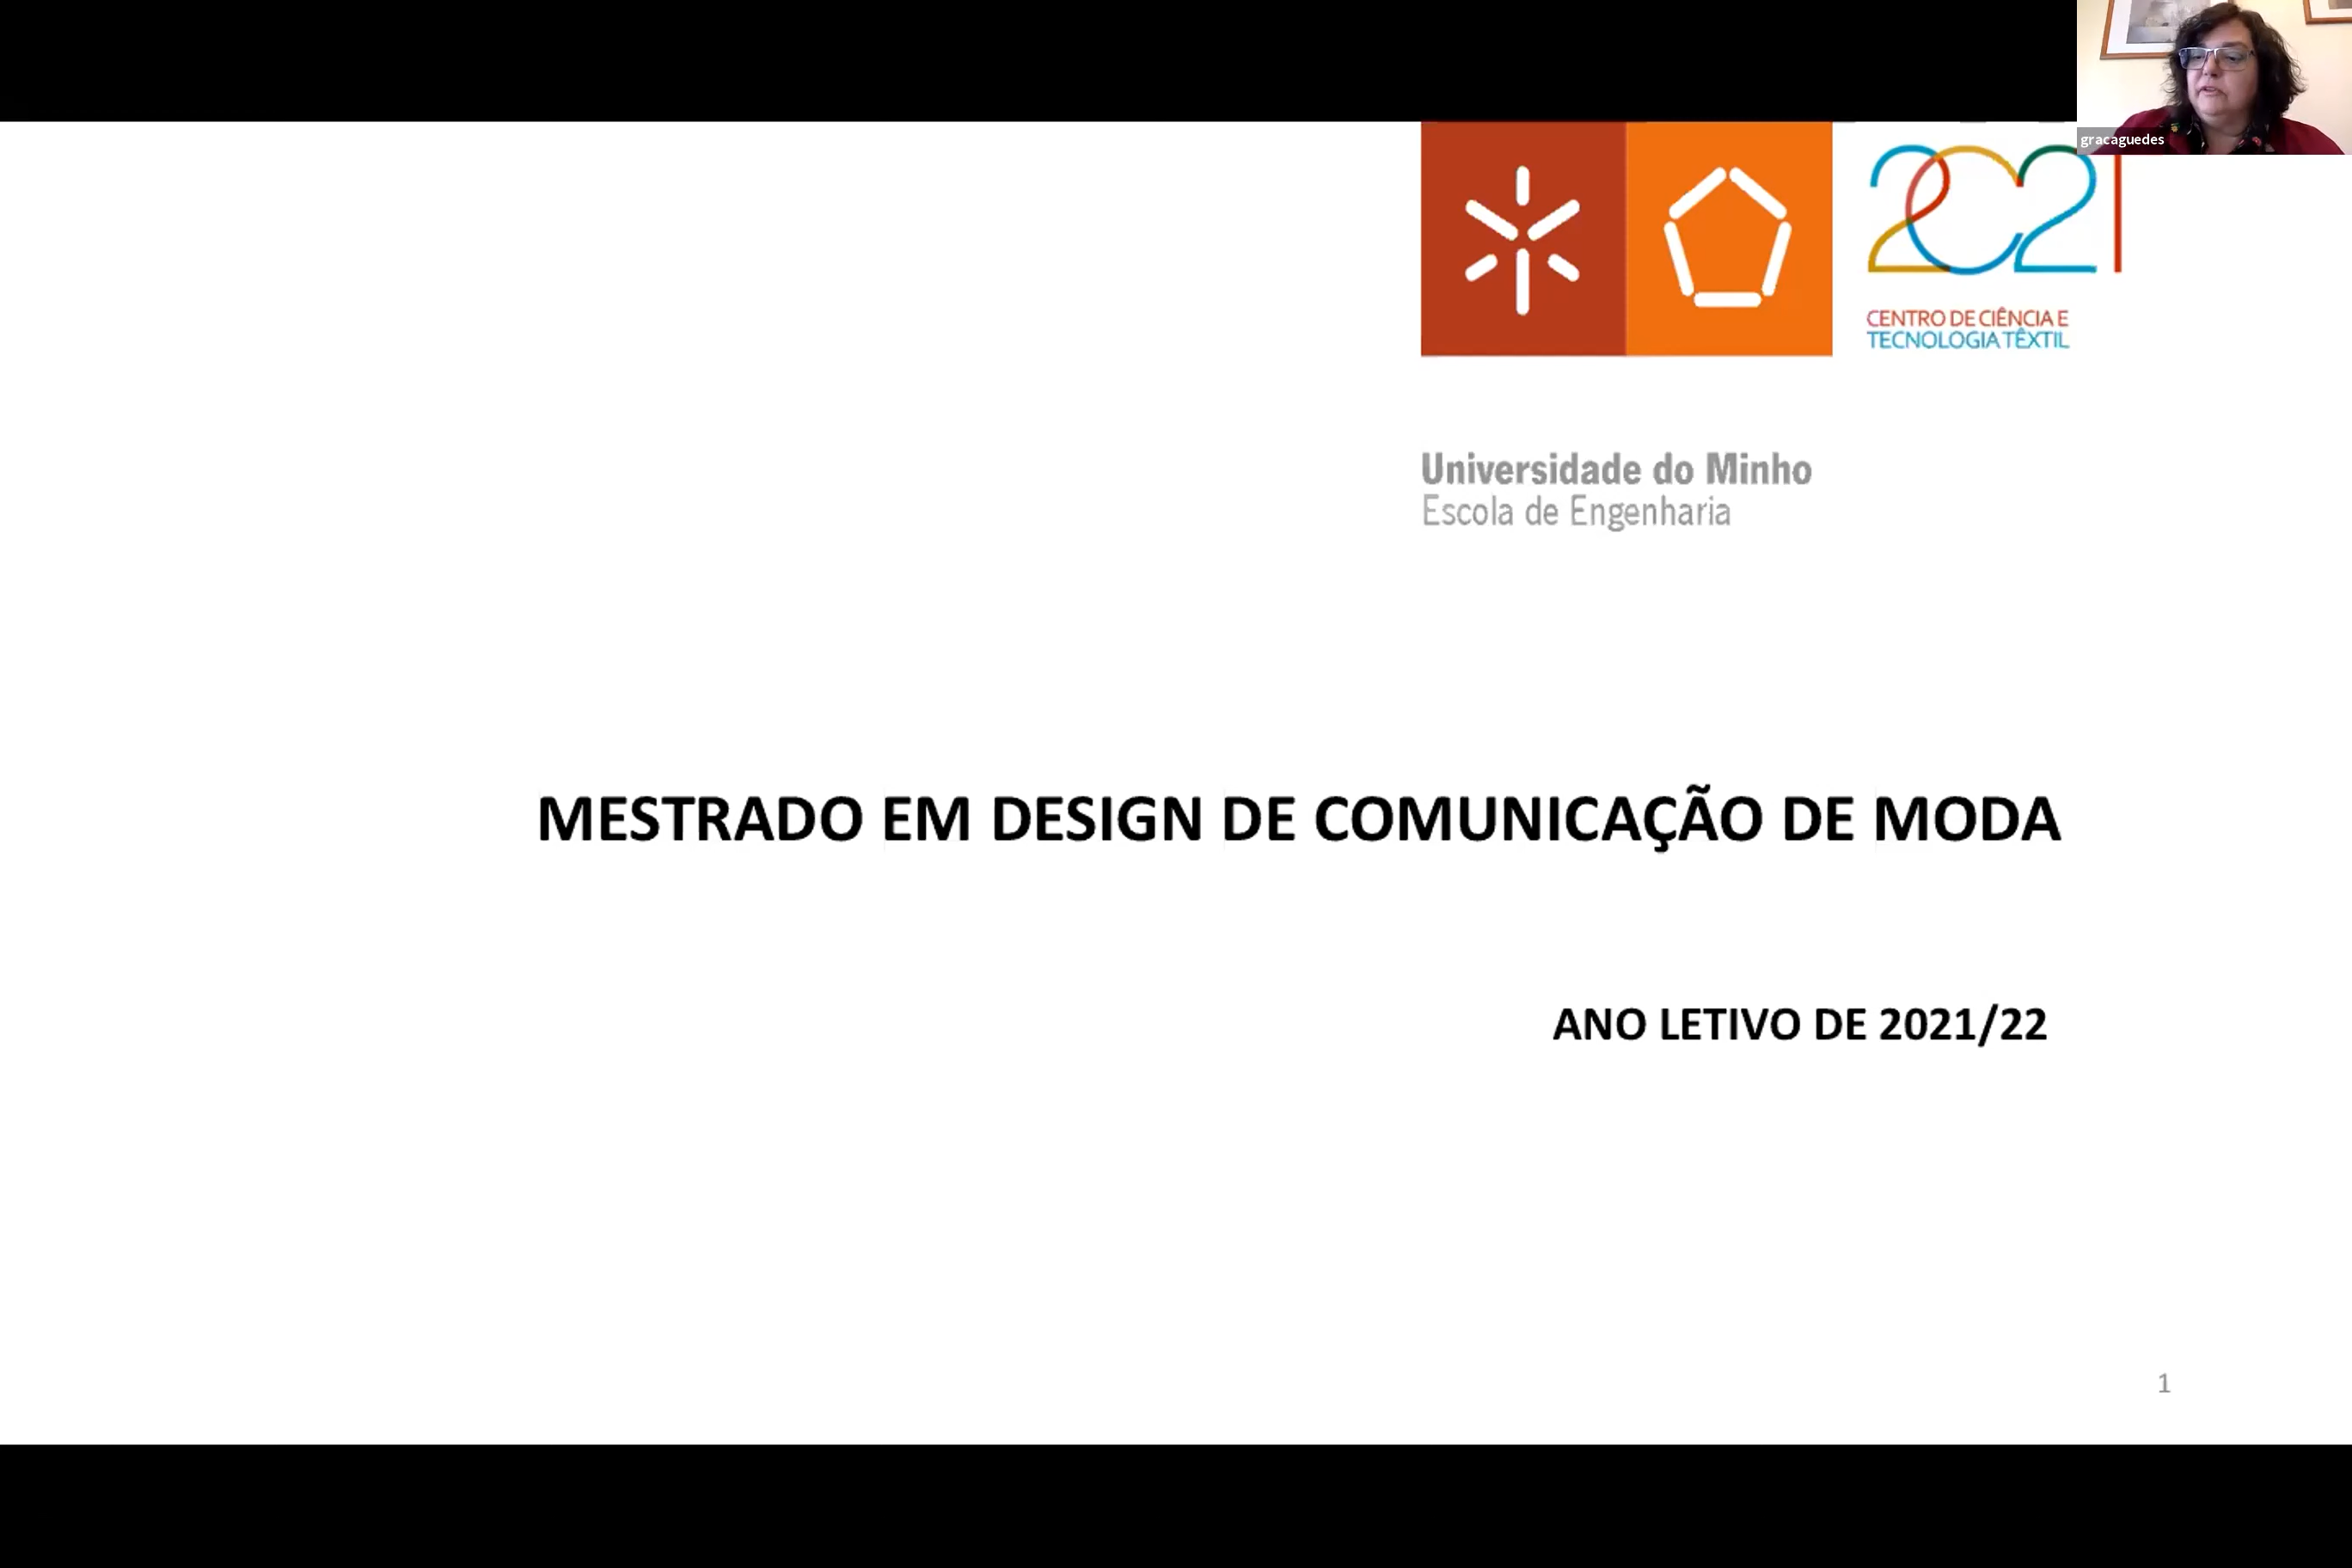 gracaguedes
2021
CENTRO DE CIÊNCIA E
TECNOLOGIA TÊXTIL
Universidade do Minho
Escola de Engenharia
MESTRADO EM DESIGN DE COMUNICAÇÃO DE MODA
ANO LETIVO DE 2021/22
1